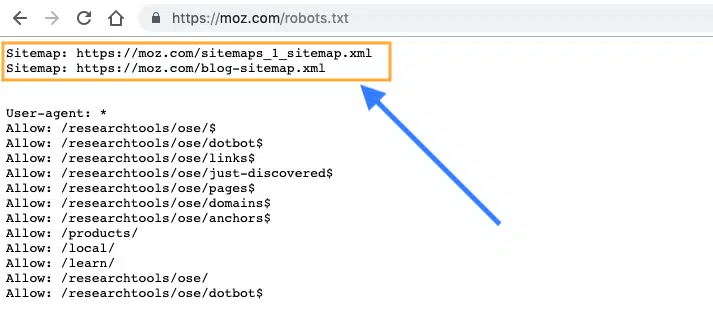 https://moz.com/robots.txt
Sitemap: https://moz.com/sitemaps_1_sitemap.xml
Sitemap: https://moz.com/blog-sitemap.xml
User-agent: *
Allow: /researchtools/ose/$
Allow: /researchtools/ose/dotbot$
Allow: /researchtools/ose/links$
Allow: /researchtools/ose/just-discovered$
Allow: /researchtools/ose/pages$
Allow: /researchtools/ose/domains$
Allow: /researchtools/ose/anchors$
Allow: /products/
Allow: /local/
Allow: /learn/
Allow: /researchtools/ose/
Allow: /researchtools/ose/dotbot$